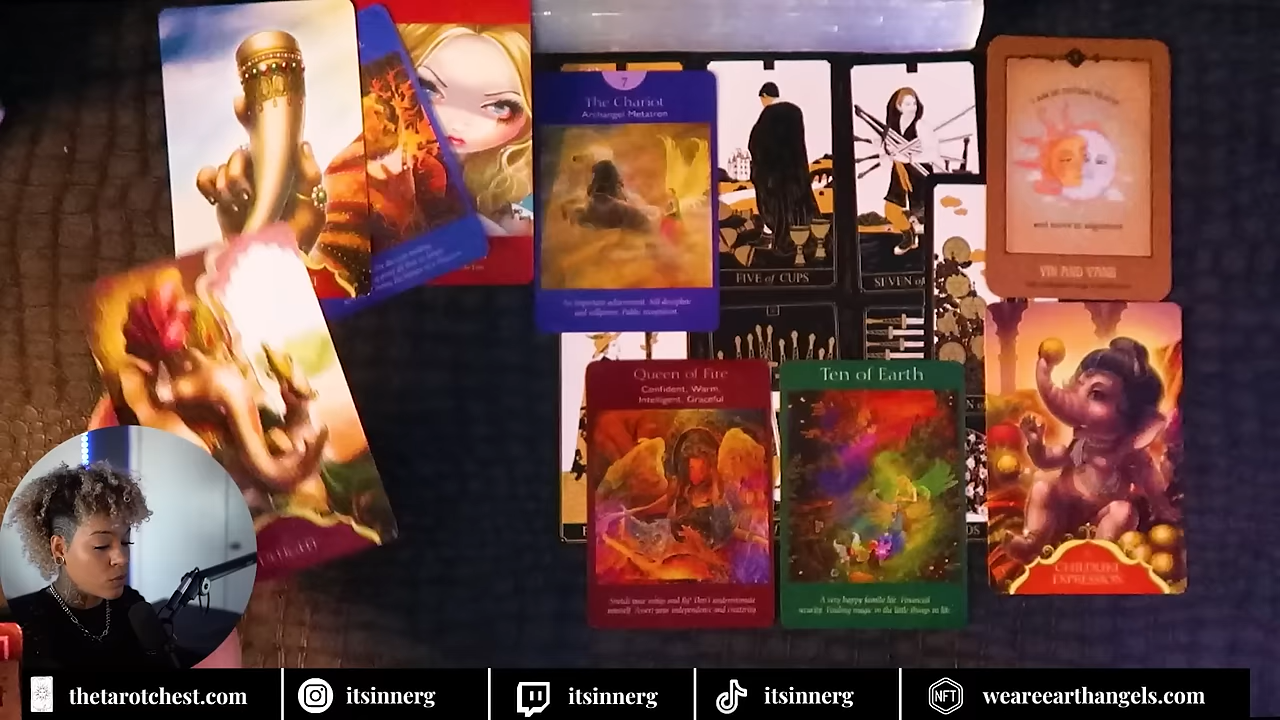 7
The Chariot
Archangel Metatron
An important achievement. Self-discipline
and willpower. Public recognition.
FIVE of CUPS
SEVEN of
YIN AND YANG
Queen of Fire
Confident, Warm,
Intelligent, Graceful
Spread your wings and fly! Don't underestimate
yourself. Assert your independence and creativity.
Ten of Earth
A very happy family life. Financial
security. Finding magic in the little things in life.
CHILDLIKE
EXPRESSION
thetarotchest.com
itsinnerg
itsinnerg
itsinnerg
NFT
weareearthangels.com